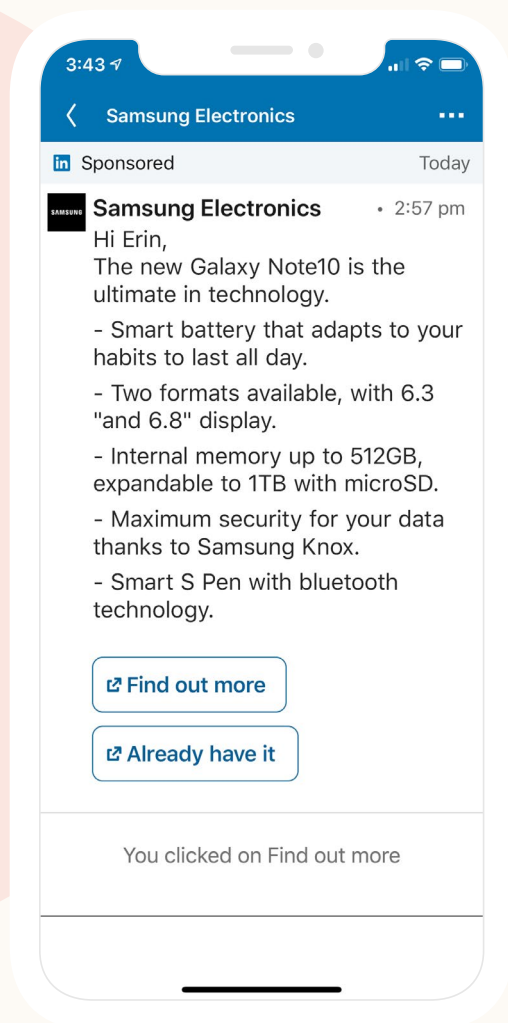 3:43
Samsung Electronics
in Sponsored Today
SAMSUNG
Samsung Electronics • 2:57 pm
Hi Erin,
The new Galaxy Note10 is the
ultimate in technology.
- Smart battery that adapts to your
habits to last all day.
- Two formats available, with 6.3
"and 6.8" display.
- Internal memory up to 512GB,
expandable to 1TB with microSD.
- Maximum security for your data
thanks to Samsung Knox.
- Smart S Pen with bluetooth
technology.
Find out more
Already have it
You clicked on Find out more